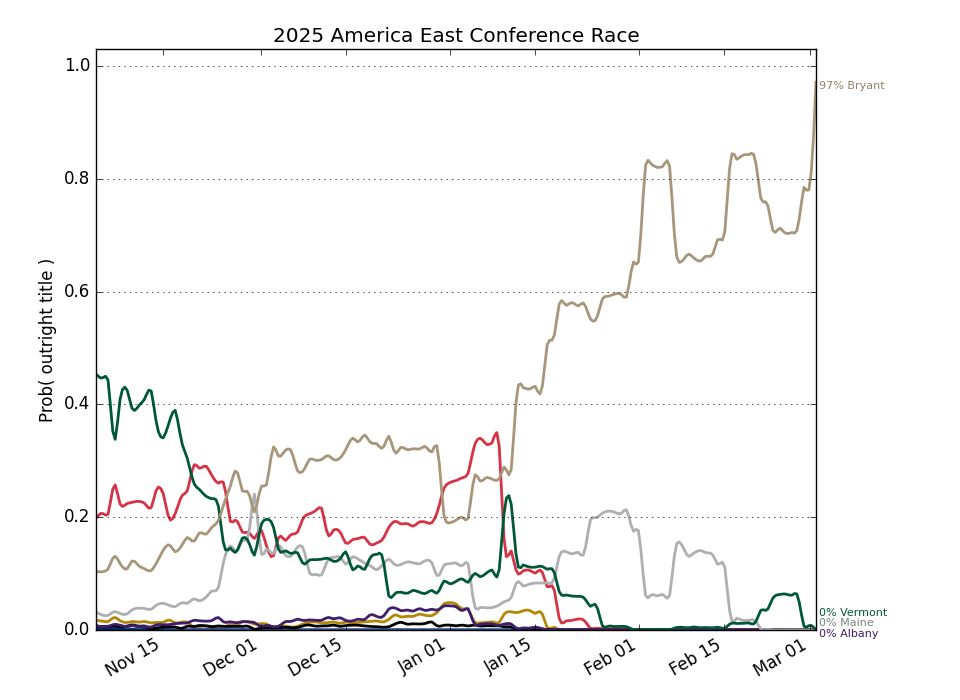 2025 America East Conference Race
Prob( outright title )
1.0
0.8
0.6
0.4
0.2
0.0
97% Bryant
0% Vermont
0% Maine
0% Albany
Nov 15
Dec 01
Dec 15
Jan 01
Jan 15
Feb 01
Feb 15
Mar 01